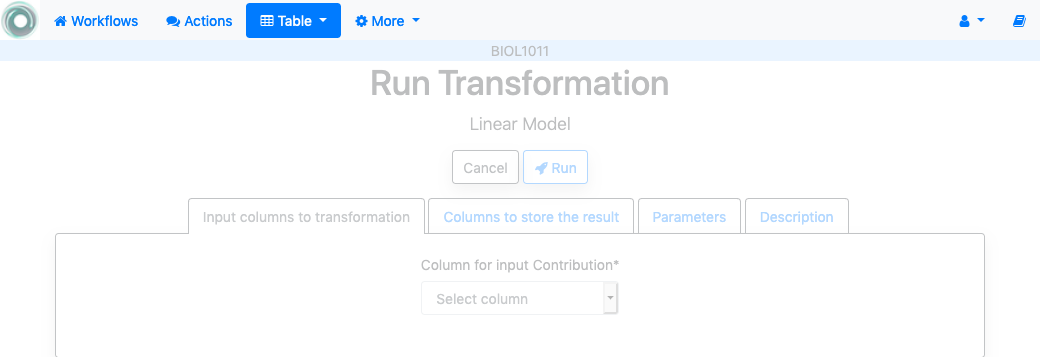 Workflows Actions Table More
BIOL1011
Run Transformation
Linear Model
Cancel Run
Input columns to transformation Columns to store the result Parameters Description
Column for input Contribution*
Select column